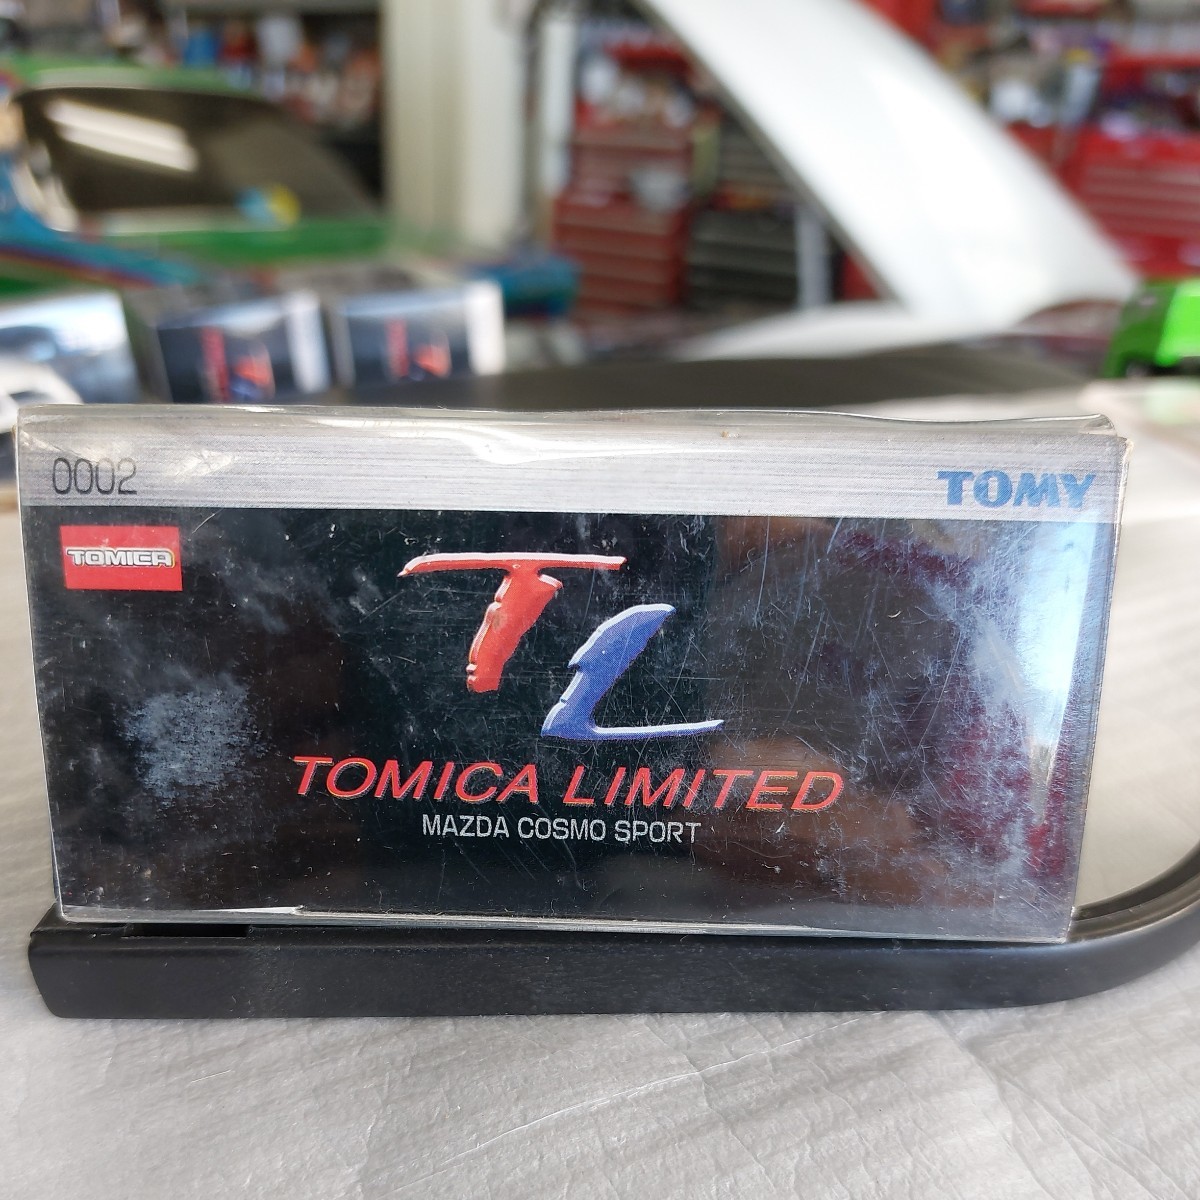 0002
TOMY
TOMICA
TL
TOMICA LIMITED
MAZDA COSMO SPORT